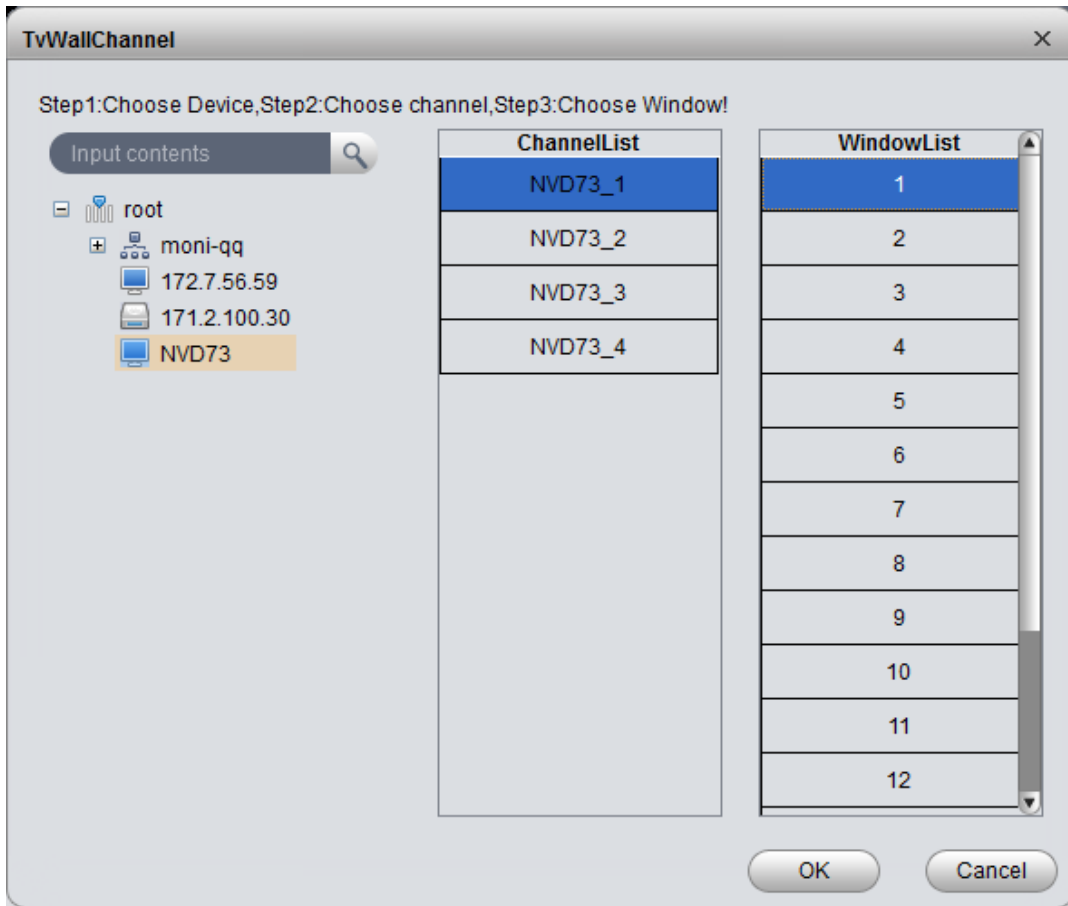 TvWallChannel
Step1:Choose Device,Step2:Choose channel,Step3:Choose Window!
Input contents
root
moni-qq
172.7.56.59
171.2.100.30
NVD73
ChannelList
NVD73_1
NVD73_2
NVD73_3
NVD73_4
WindowList
1
2
3
4
5
6
7
8
9
10
11
12
OK
Cancel